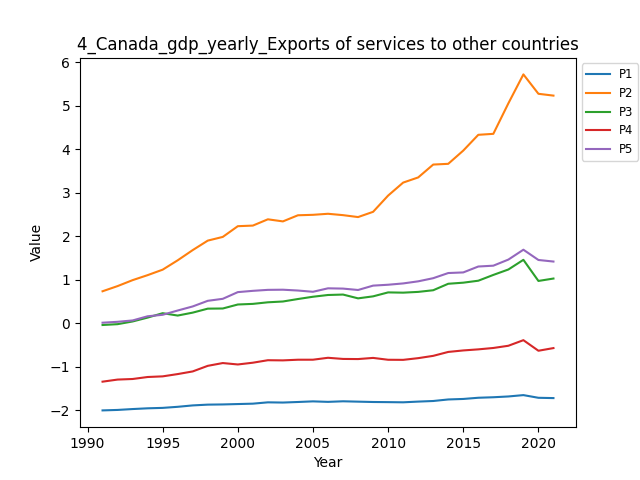 4_Canada_gdp_yearly_Exports of services to other countries
6
5
4
3
2
1
0
−1
−2
Value
1990
1995
2000
2005
2010
2015
2020
Year
P1
P2
P3
P4
P5